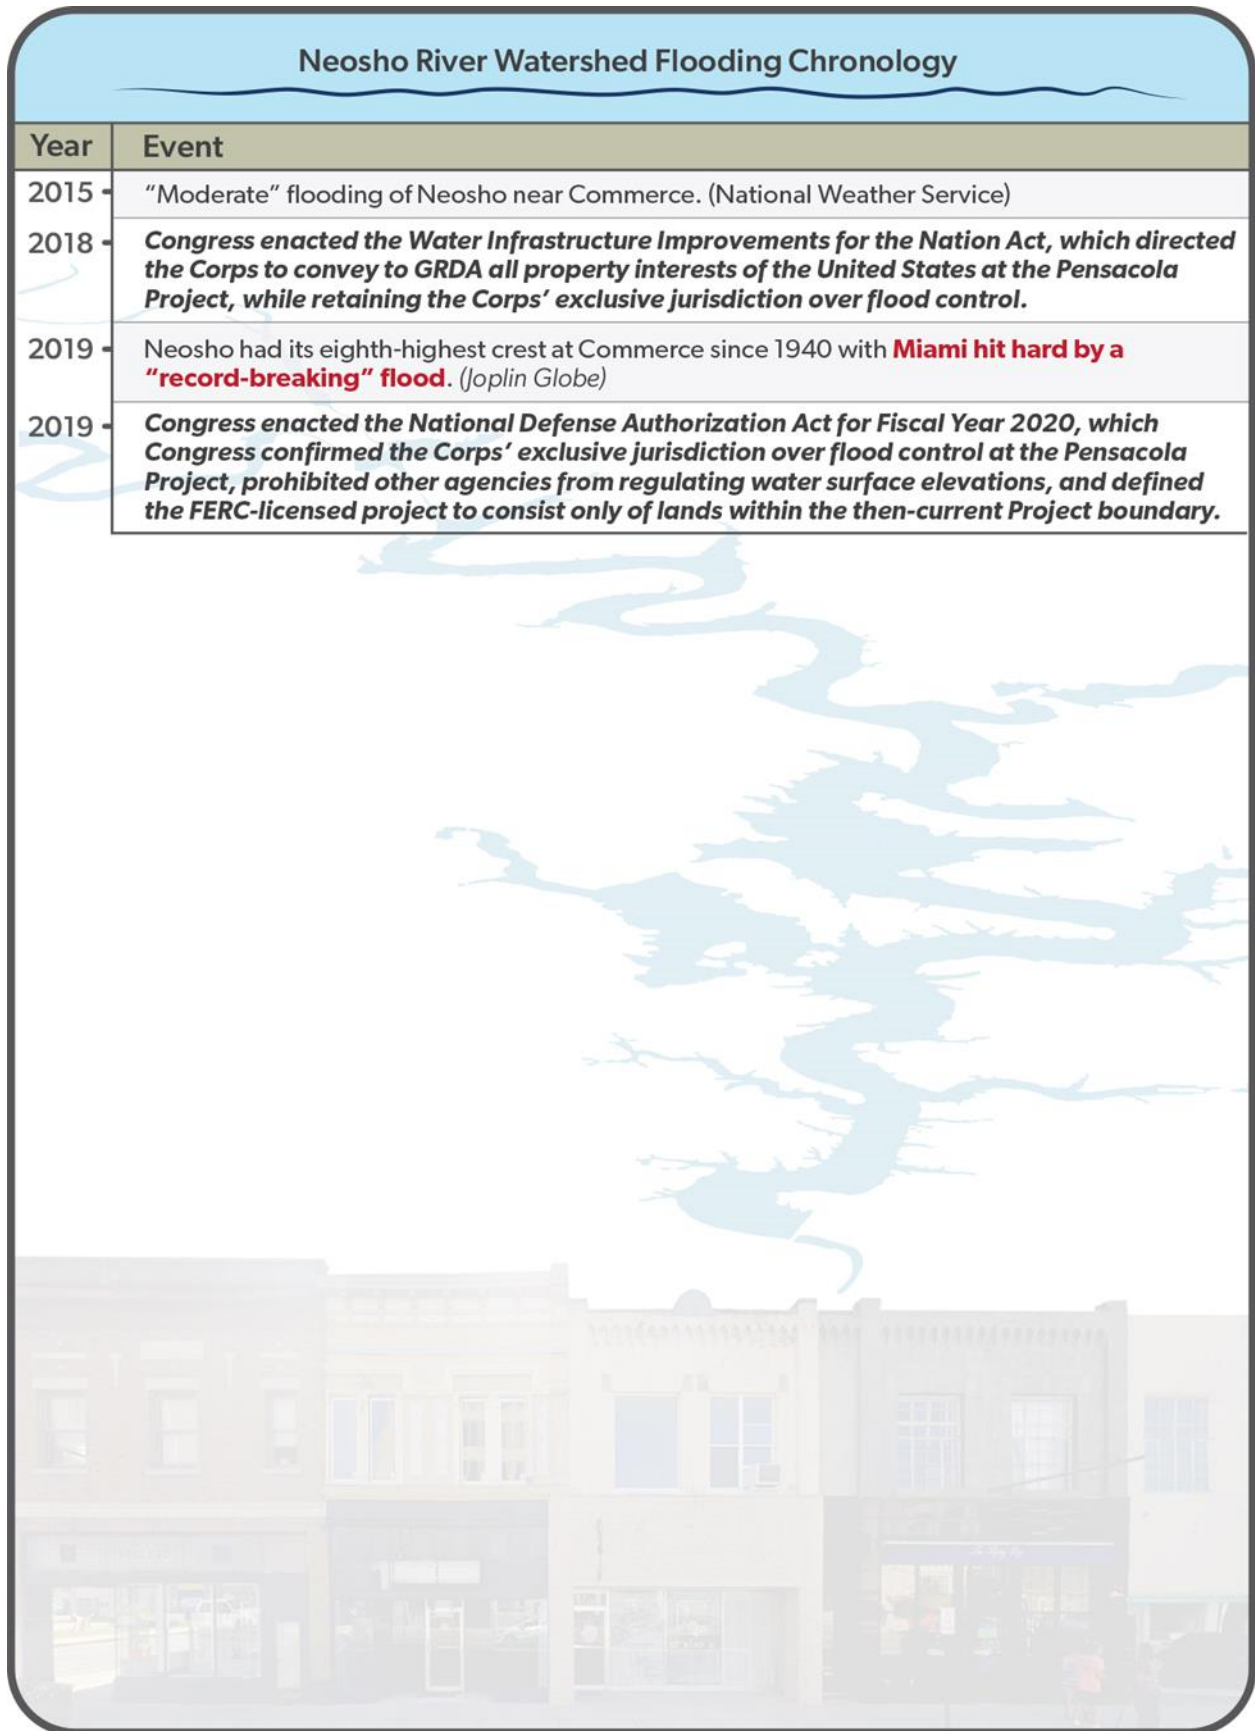 Neosho River Watershed Flooding Chronology
Year Event
2015 "Moderate" flooding of Neosho near Commerce. (National Weather Service)
2018 Congress enacted the Water Infrastructure Improvements for the Nation Act, which directed
the Corps to convey to GRDA all property interests of the United States at the Pensacola
Project, while retaining the Corps' exclusive jurisdiction over flood control.
2019 Neosho had its eighth-highest crest at Commerce since 1940 with Miami hit hard by a
"record-breaking" flood. (Joplin Globe)
2019 Congress enacted the National Defense Authorization Act for Fiscal Year 2020, which
Congress confirmed the Corps' exclusive jurisdiction over flood control at the Pensacola
Project, prohibited other agencies from regulating water surface elevations, and defined
the FERC-licensed project to consist only of lands within the then-current Project boundary.